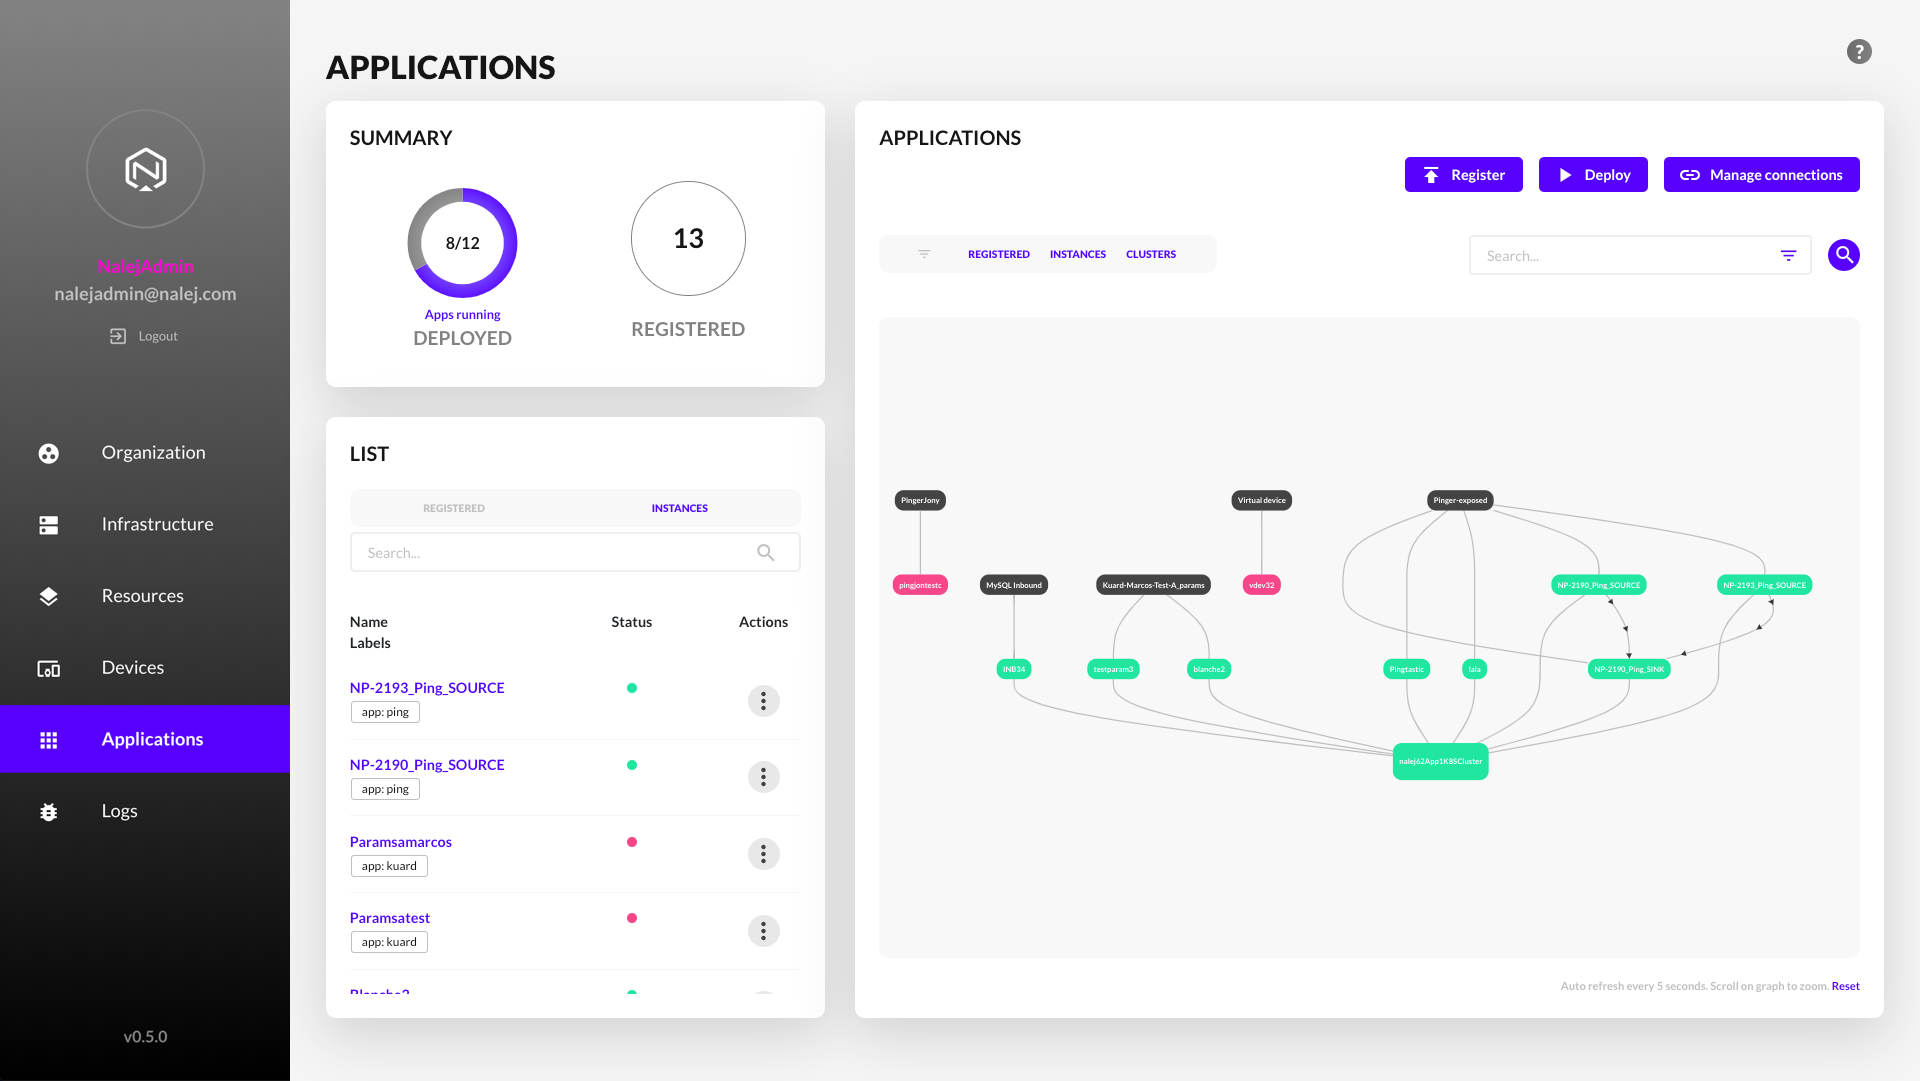 NalejAdmin
nalejadmin@nalej.com
Logout
Organization
Infrastructure
Resources
Devices
Applications
Logs
v0.5.0
APPLICATIONS
?
SUMMARY
8/12
Apps running
DEPLOYED
13
REGISTERED
LIST
REGISTERED INSTANCES
Search...
Name Status Actions
Labels
NP-2193_Ping_SOURCE
app: ping
NP-2190_Ping_SOURCE
app: ping
Paramsamarcos
app: kuard
Paramsatest
app: kuard
Blanche2
APPLICATIONS
Register Deploy Manage connections
REGISTERED INSTANCES CLUSTERS
Search...
PingerJony Virtual device Pinger-exposed
pingjontestc MySQL Inbound Kuard-Marcos-Test-A_params vdev32 NP-2190_Ping_SOURCE NP-2193_Ping_SOURCE
INB34 testparam3 blanche2 Pingtastic lala NP-2190_Ping_SINK
nalej62App1K8SCluster
Auto refresh every 5 seconds. Scroll on graph to zoom. Reset